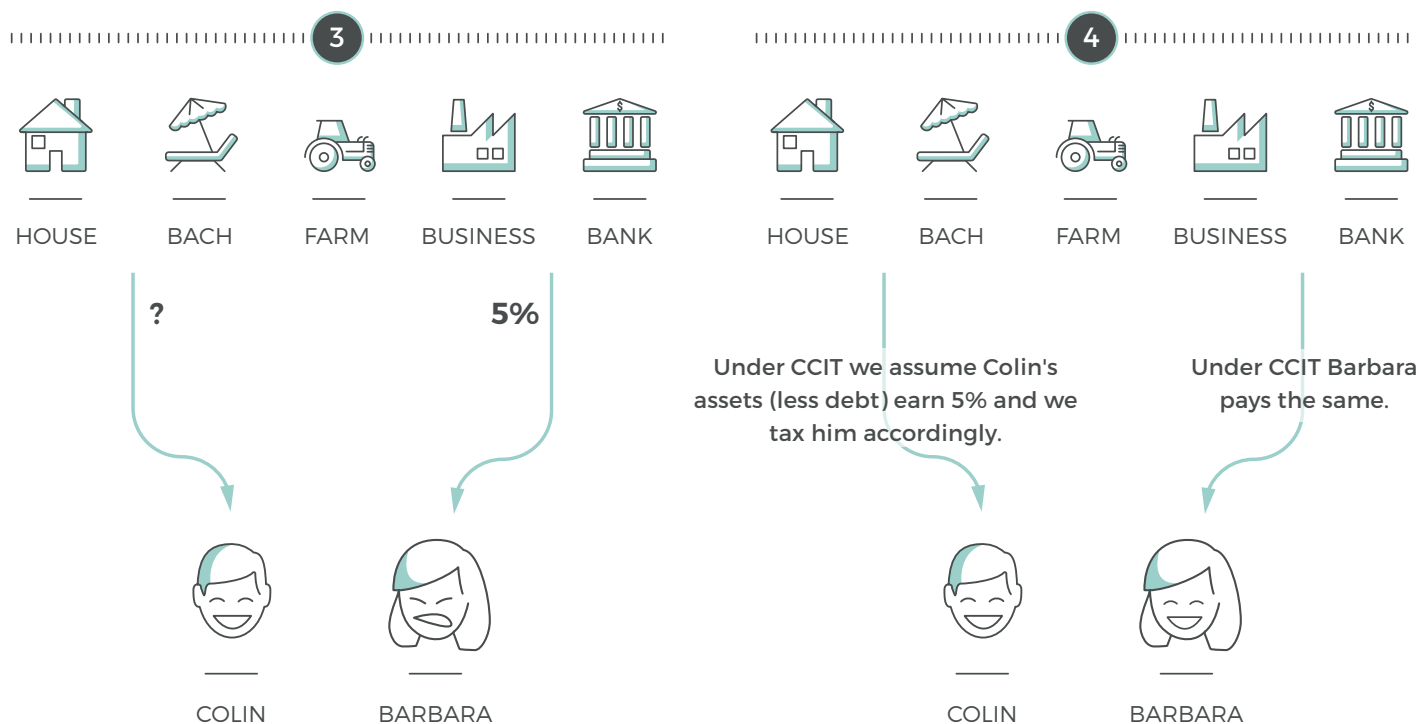 3
HOUSE
BACH
FARM
BUSINESS
$
BANK
?
5%
COLIN
BARBARA
4
HOUSE
BACH
FARM
BUSINESS
$
BANK
Under CCIT we assume Colin's
assets (less debt) earn 5% and we
tax him accordingly.
Under CCIT Barbara
pays the same.
COLIN
BARBARA